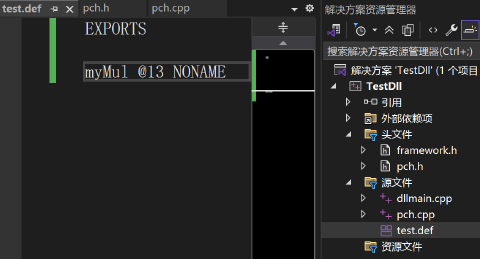 test.def
pch.h
pch.cpp
EXPORTS
myMul @13 NONAME
解决方案资源管理器
搜索解决方案资源管理器(Ctrl+;)
解决方案 'TestDll' (1 个项目
TestDll
引用
外部依赖项
头文件
framework.h
pch.h
源文件
dllmain.cpp
pch.cpp
test.def
资源文件